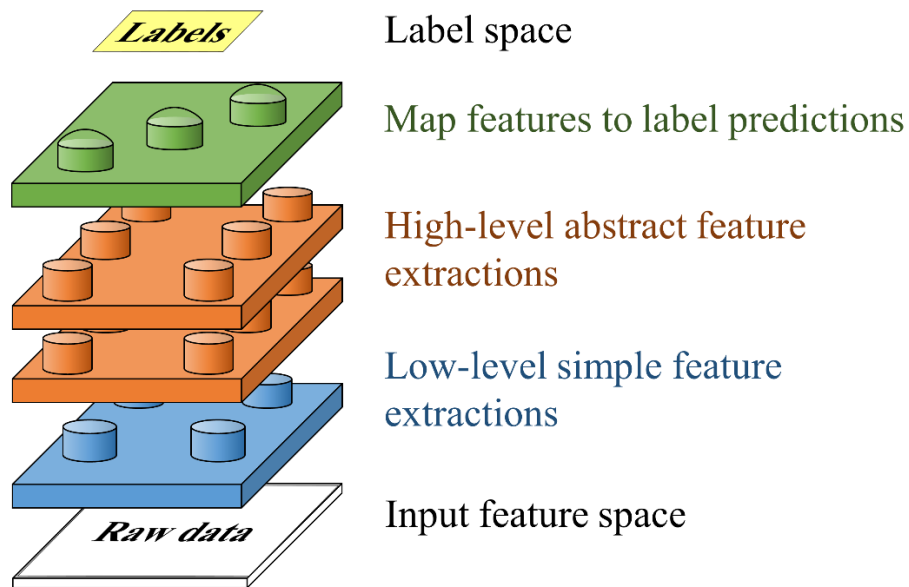 Labels
Label space
Map features to label predictions
High-level abstract feature
extractions
Low-level simple feature
extractions
Raw data
Input feature space